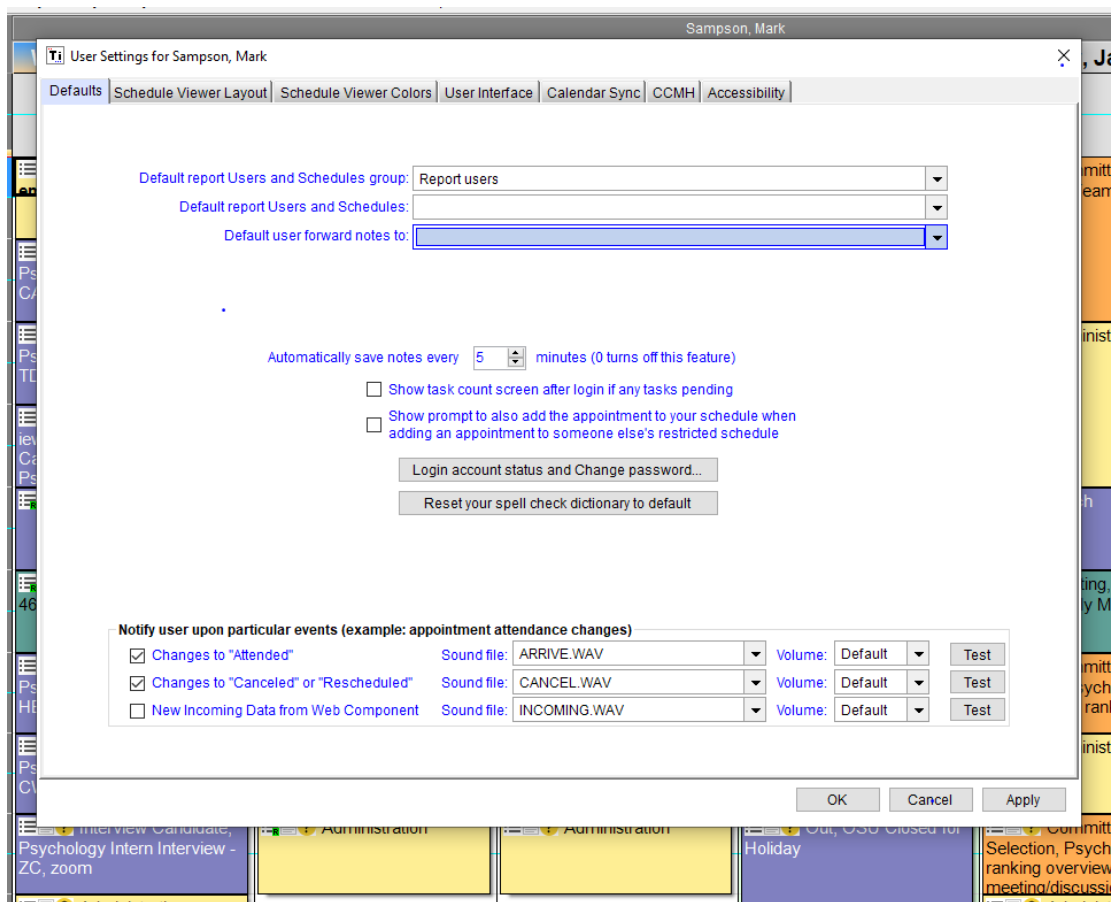 Sampson, Mark
Ti User Settings for Sampson, Mark
, Ja
Defaults Schedule Viewer Layout Schedule Viewer Colors User Interface Calendar Sync CCMH Accessibility
Default report Users and Schedules group: Report users
Default report Users and Schedules:
Default user forward notes to:
Automatically save notes every 5 minutes (0 turns off this feature)
Show task count screen after login if any tasks pending
Show prompt to also add the appointment to your schedule when
adding an appointment to someone else's restricted schedule
Login account status and Change password...
Reset your spell check dictionary to default
Notify user upon particular events (example: appointment attendance changes)
Changes to "Attended" Sound file: ARRIVE.WAV Volume: Default Test
Changes to "Canceled" or "Rescheduled" Sound file: CANCEL.WAV Volume: Default Test
New Incoming Data from Web Component Sound file: INCOMING.WAV Volume: Default Test
OK Cancel Apply
Interview Candidate,
Psychology Intern Interview -
ZC, zoom
Administration
Administration
Out, OSU Closed for
Holiday
Committ
Selection, Psych
ranking overview
meeting/discussi